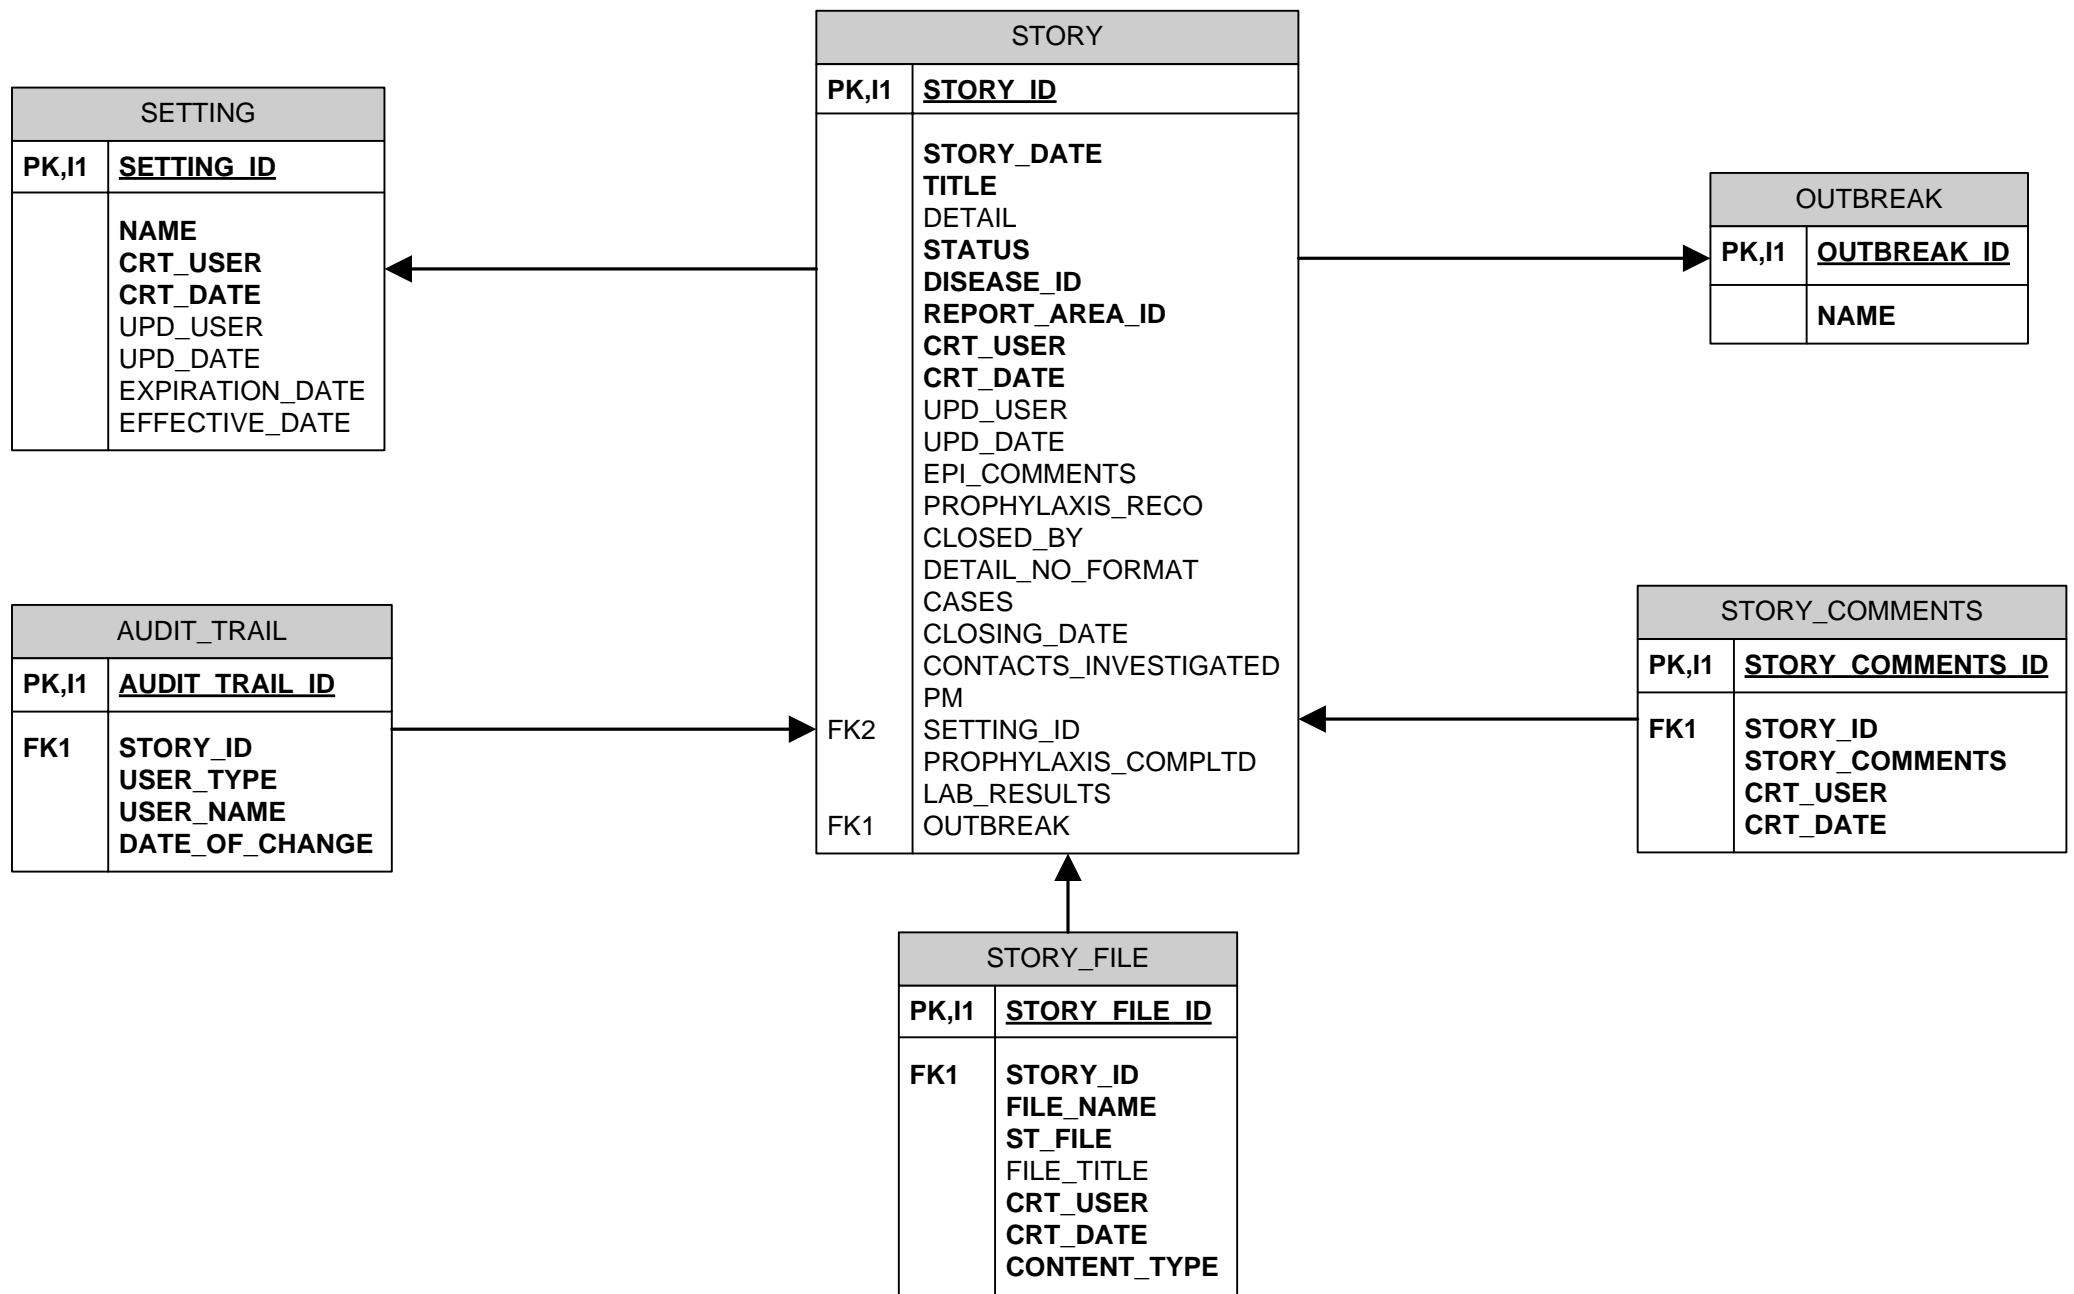 STORY
PK,I1 STORY_ID
STORY_DATE
TITLE
DETAIL
STATUS
DISEASE_ID
REPORT_AREA_ID
CRT_USER
CRT_DATE
UPD_USER
UPD_DATE
EPI_COMMENTS
PROPHYLAXIS_RECO
CLOSED_BY
DETAIL_NO_FORMAT
CASES
CLOSING_DATE
CONTACTS_INVESTIGATED
PM
FK2 SETTING_ID
PROPHYLAXIS_COMPLTD
LAB_RESULTS
FK1 OUTBREAK
SETTING
PK,I1 SETTING_ID
NAME
CRT_USER
CRT_DATE
UPD_USER
UPD_DATE
EXPIRATION_DATE
EFFECTIVE_DATE
OUTBREAK
PK,I1 OUTBREAK_ID
NAME
AUDIT_TRAIL
PK,I1 AUDIT_TRAIL_ID
FK1 STORY_ID
USER_TYPE
USER_NAME
DATE_OF_CHANGE
STORY_COMMENTS
PK,I1 STORY_COMMENTS_ID
FK1 STORY_ID
STORY_COMMENTS
CRT_USER
CRT_DATE
STORY_FILE
PK,I1 STORY_FILE_ID
FK1 STORY_ID
FILE_NAME
ST_FILE
FILE_TITLE
CRT_USER
CRT_DATE
CONTENT_TYPE